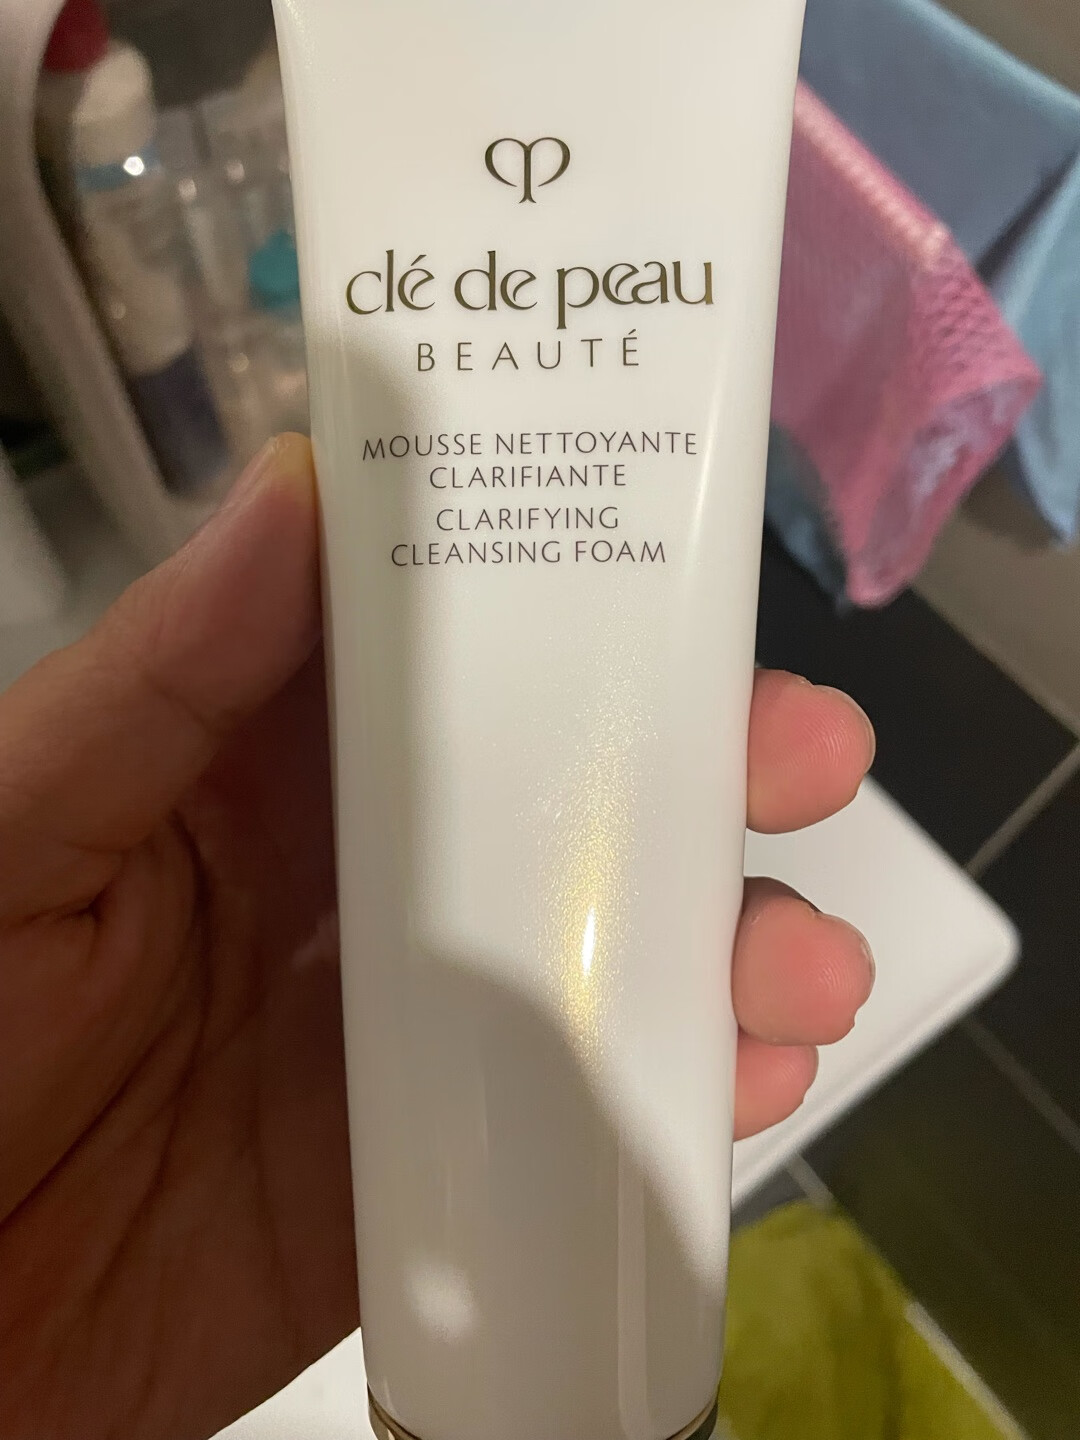 clé de peau
BEAUTÉ
MOUSSE NETTOYANTE
CLARIFIANTE
CLARIFYING
CLEANSING FOAM